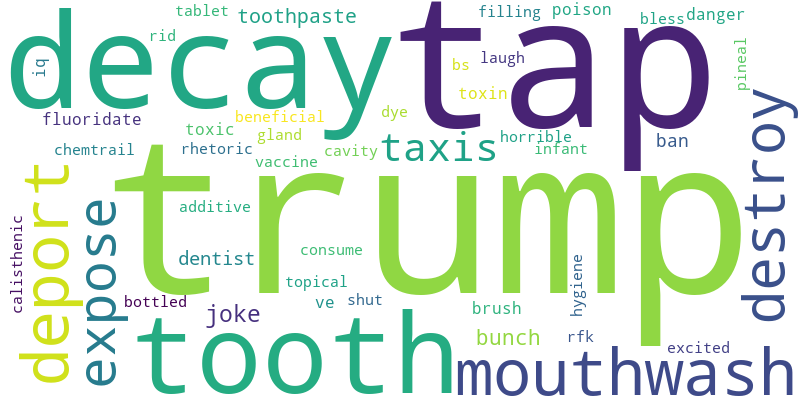 tablet
toothpaste
filling
poison
bless
danger
rid
decay
tap
iq
laugh
bs
pineal
toxin
fluoridate
toxic
beneficial
gland
dye
horrible
ban
destroy
chemtrail
rhetoric
vaccine
cavity
taxis
infant
trump
deport
expose
calisthenic
additive
dentist
consume
topical
hygiene
bottled
ve
shut
joke
brush
tooth
bunch
rfk
excited
mouthwash